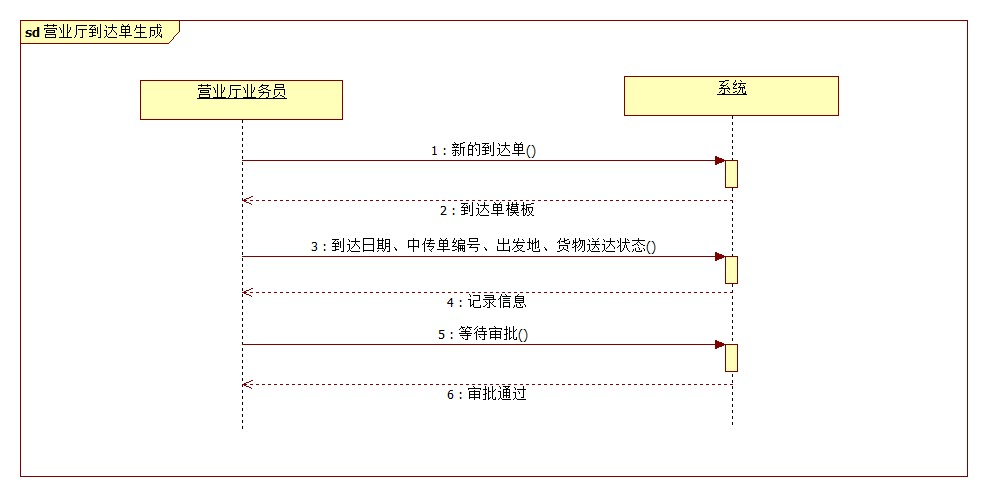 sd 营业厅到达单生成
营业厅业务员
系统
1 : 新的到达单()
2 : 到达单模板
3 : 到达日期、中传单编号、出发地、货物送达状态()
4 : 记录信息
5 : 等待审批()
6 : 审批通过